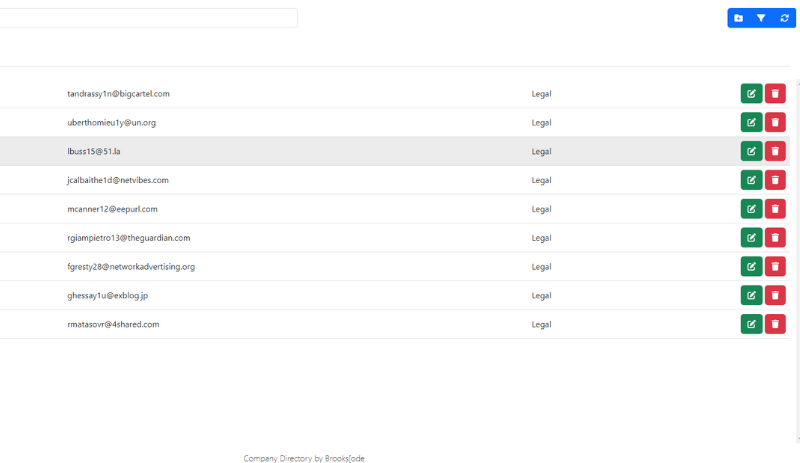 tandrassy1n@bigcartel.com Legal
uberthomieu1y@un.org Legal
lbuss15@51.la Legal
jcalbaithe1d@netvibes.com Legal
mcanner12@eepurl.com Legal
rgiampietro13@theguardian.com Legal
fgresty28@networkadvertising.org Legal
ghessay1u@exblog.jp Legal
rmatasovr@4shared.com Legal
Company Directory by Brooks[ode